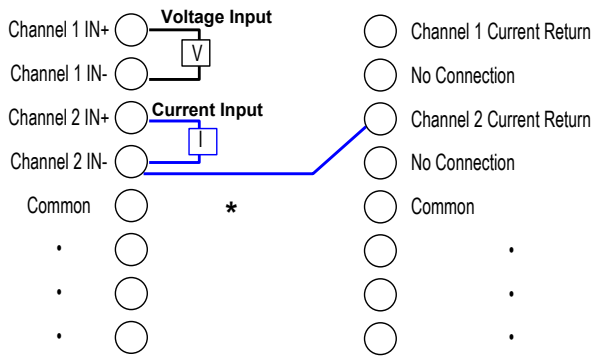 Voltage Input
Channel 1 IN+
Channel 1 Current Return
V
Channel 1 IN-
No Connection
Current Input
Channel 2 IN+
Channel 2 Current Return
I
Channel 2 IN-
No Connection
Common
*
Common
•
•
•
•
•
•